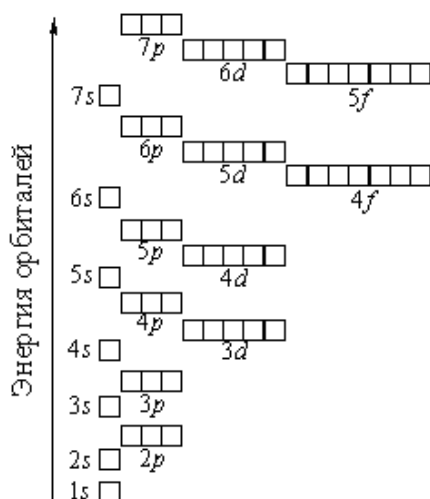 Энергия орбиталей
7p
6d
5f
7s
6p
5d
4f
6s
5p
4d
5s
4p
3d
4s
3p
3s
2p
2s
1s